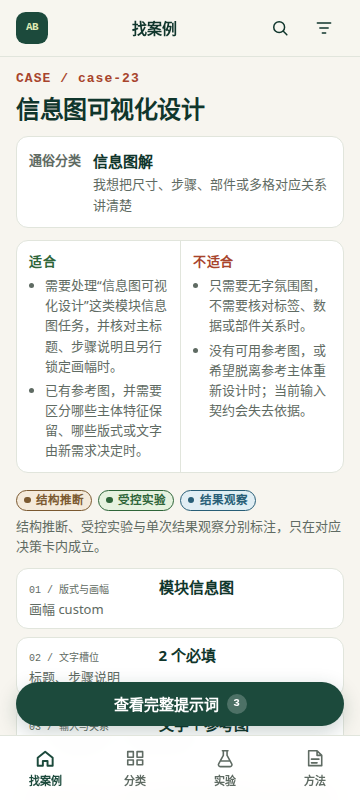 AB
找案例
CASE / case-23
信息图可视化设计
通俗分类
信息图解
我想把尺寸、步骤、部件或多格对应关系
讲清楚
适合
需要处理“信息图可视
化设计”这类模块信息
图任务，并核对主标
题、步骤说明且另行
锁定画幅时。
已有参考图，并需要
区分哪些主体特征保
留、哪些版式或文字
由新需求决定时。
不适合
只需要无字氛围图，
不需要核对标签、数
据或部件关系时。
没有可用参考图，或
希望脱离参考主体重
新设计时；当前输入
契约会失去依据。
结构推断
受控实验
结果观察
结构推断、受控实验与单次结果观察分别标注，只在对应
决策卡内成立。
01 / 版式与画幅
模块信息图
画幅 custom
02 / 文字槽位
2 个必填
标题、步骤说明
查看完整提示词 3
找案例
分类
实验
方法